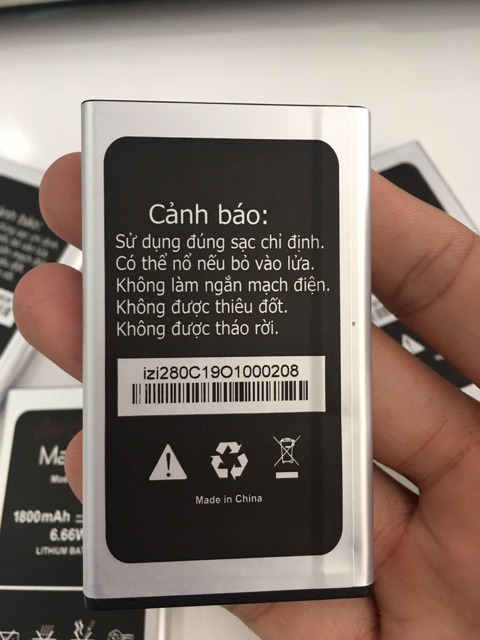 Cảnh báo:
Sử dụng đúng sạc chỉ định.
Có thể nổ nếu bỏ vào lửa.
Không làm ngắn mạch điện.
Không được thiêu đốt.
Không được tháo rời.
izi280C19O1000208
Made in China
1800mAh
6.66W
LITHIUM BAT